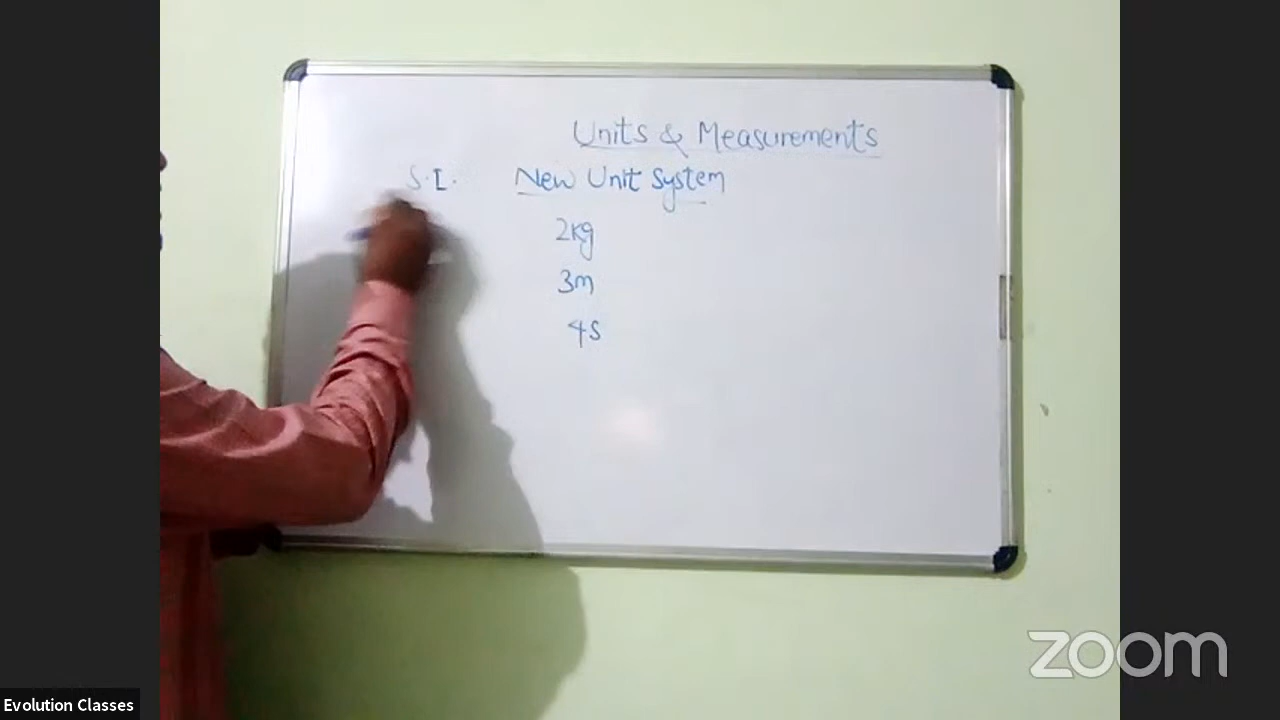 Units & Measurements
S.I. New Unit System
2kg
3m
4s
zoom
Evolution Classes